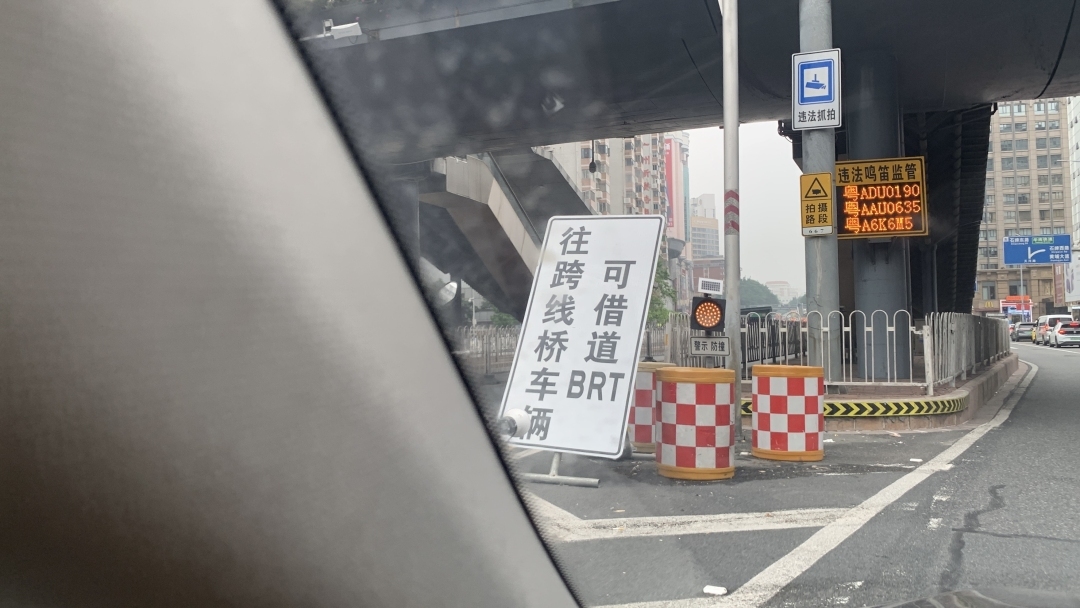 违法抓拍
违法鸣笛监管
粤ADU0190
粤AAU0635
粤A6K6M5
拍摄
路段
往跨线桥车辆
可借道BRT
警示 防撞